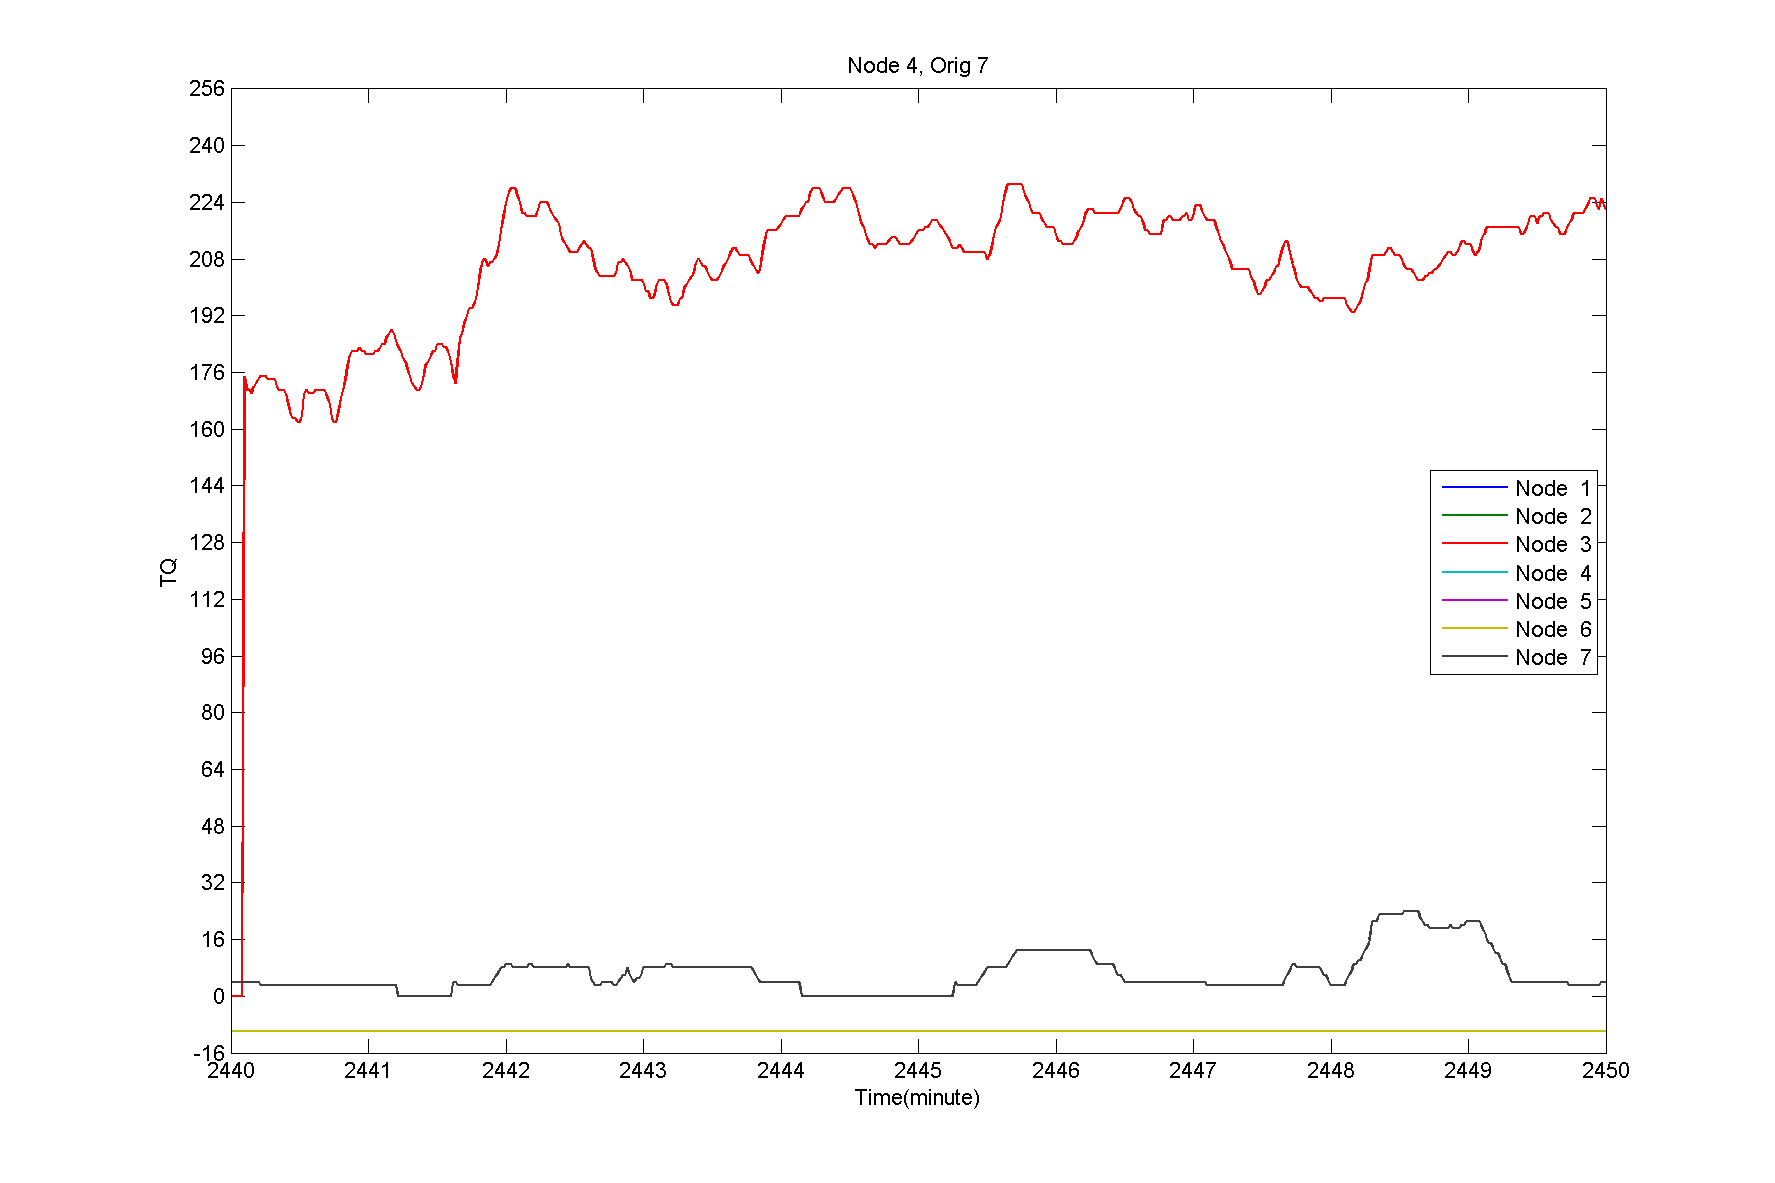 Node 4, Orig 7
256
240
224
208
192
176
160
144
128
112
96
80
64
48
32
16
0
-16
TQ
Node 1
Node 2
Node 3
Node 4
Node 5
Node 6
Node 7
2440 2441 2442 2443 2444 2445 2446 2447 2448 2449 2450
Time(minute)